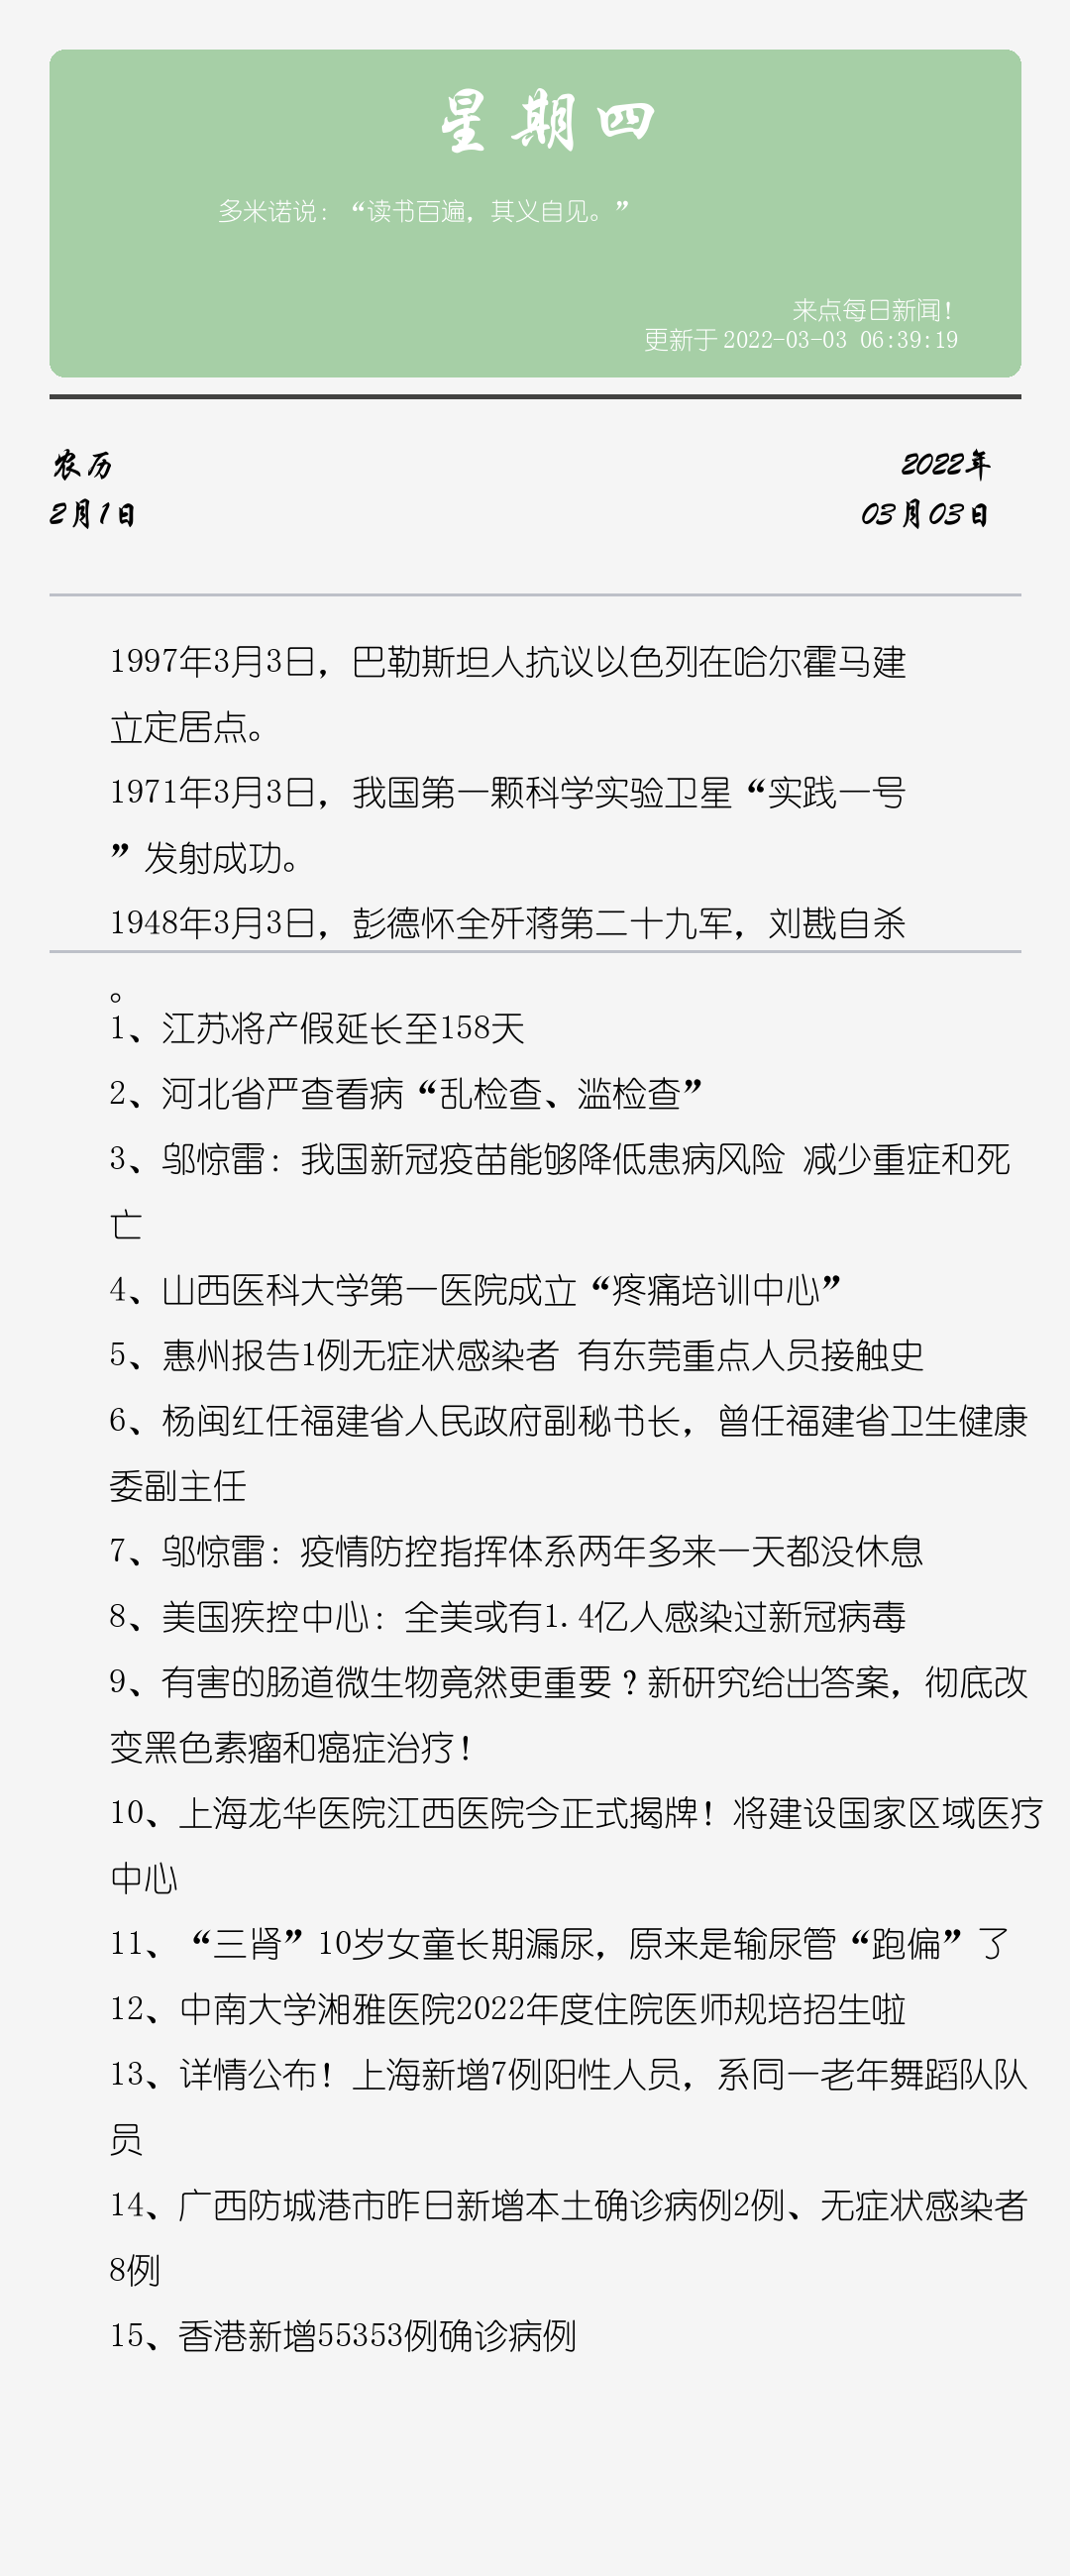 星期四
多米诺说：“读书百遍，其义自见。”
来点每日新闻！
更新于 2022-03-03 06:39:19
农历
2月1日
2022年
03月03日
1997年3月3日，巴勒斯坦人抗议以色列在哈尔霍马建
立定居点。
1971年3月3日，我国第一颗科学实验卫星“实践一号
”发射成功。
1948年3月3日，彭德怀全歼蒋第二十九军，刘戡自杀
。
1、江苏将产假延长至158天
2、河北省严查看病“乱检查、滥检查”
3、邬惊雷：我国新冠疫苗能够降低患病风险 减少重症和死
亡
4、山西医科大学第一医院成立“疼痛培训中心”
5、惠州报告1例无症状感染者 有东莞重点人员接触史
6、杨闽红任福建省人民政府副秘书长，曾任福建省卫生健康
委副主任
7、邬惊雷：疫情防控指挥体系两年多来一天都没休息
8、美国疾控中心：全美或有1.4亿人感染过新冠病毒
9、有害的肠道微生物竟然更重要？新研究给出答案，彻底改
变黑色素瘤和癌症治疗！
10、上海龙华医院江西医院今正式揭牌！将建设国家区域医疗
中心
11、“三肾”10岁女童长期漏尿，原来是输尿管“跑偏”了
12、中南大学湘雅医院2022年度住院医师规培招生啦
13、详情公布！上海新增7例阳性人员，系同一老年舞蹈队队
员
14、广西防城港市昨日新增本土确诊病例2例、无症状感染者
8例
15、香港新增55353例确诊病例